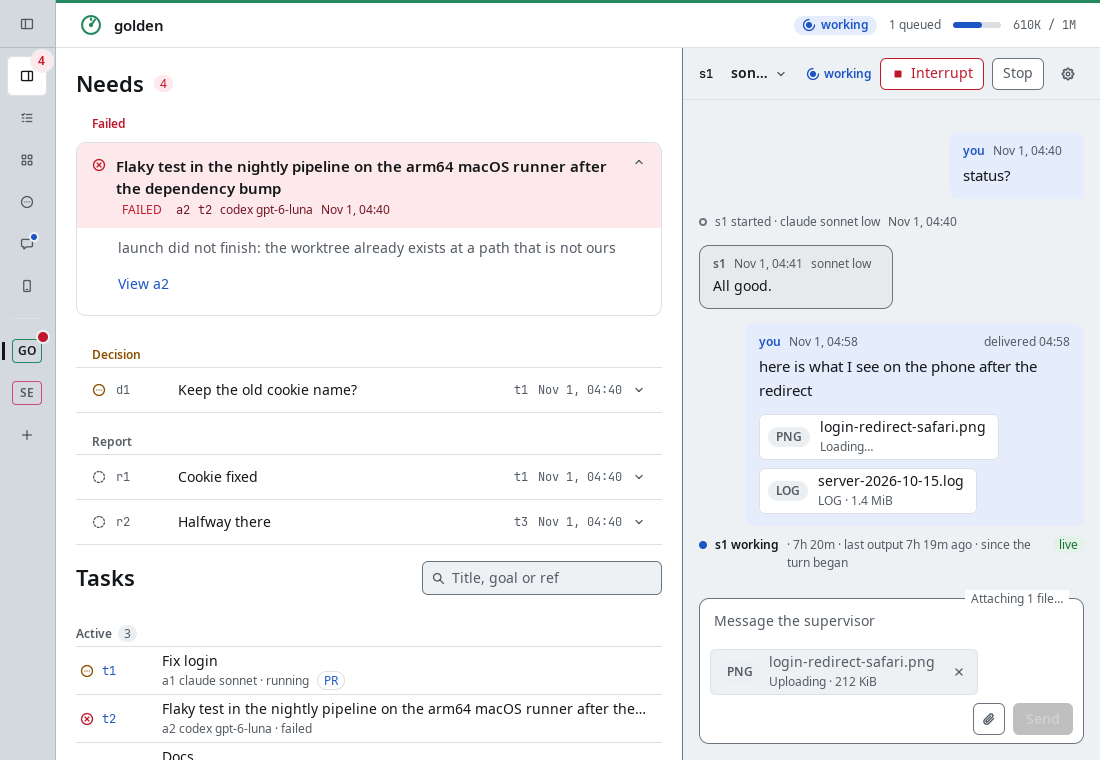 golden
working
1 queued
610K / 1M
4
GO
SE
Needs 4
Failed
Flaky test in the nightly pipeline on the arm64 macOS runner after
the dependency bump
FAILED a2 t2 codex gpt-6-luna Nov 1, 04:40
launch did not finish: the worktree already exists at a path that is not ours
View a2
Decision
d1 Keep the old cookie name? t1 Nov 1, 04:40
Report
r1 Cookie fixed t1 Nov 1, 04:40
r2 Halfway there t3 Nov 1, 04:40
Tasks
Title, goal or ref
Active 3
t1 Fix login
a1 claude sonnet · running PR
t2 Flaky test in the nightly pipeline on the arm64 macOS runner after the...
a2 codex gpt-6-luna · failed
Docs
s1 son... working Interrupt Stop
you Nov 1, 04:40
status?
s1 started · claude sonnet low Nov 1, 04:40
s1 Nov 1, 04:41 sonnet low
All good.
you Nov 1, 04:58 delivered 04:58
here is what I see on the phone after the
redirect
PNG login-redirect-safari.png
Loading...
LOG server-2026-10-15.log
LOG · 1.4 MiB
s1 working · 7h 20m · last output 7h 19m ago · since the
turn began
live
Attaching 1 file...
Message the supervisor
PNG login-redirect-safari.png
Uploading · 212 KiB
Send